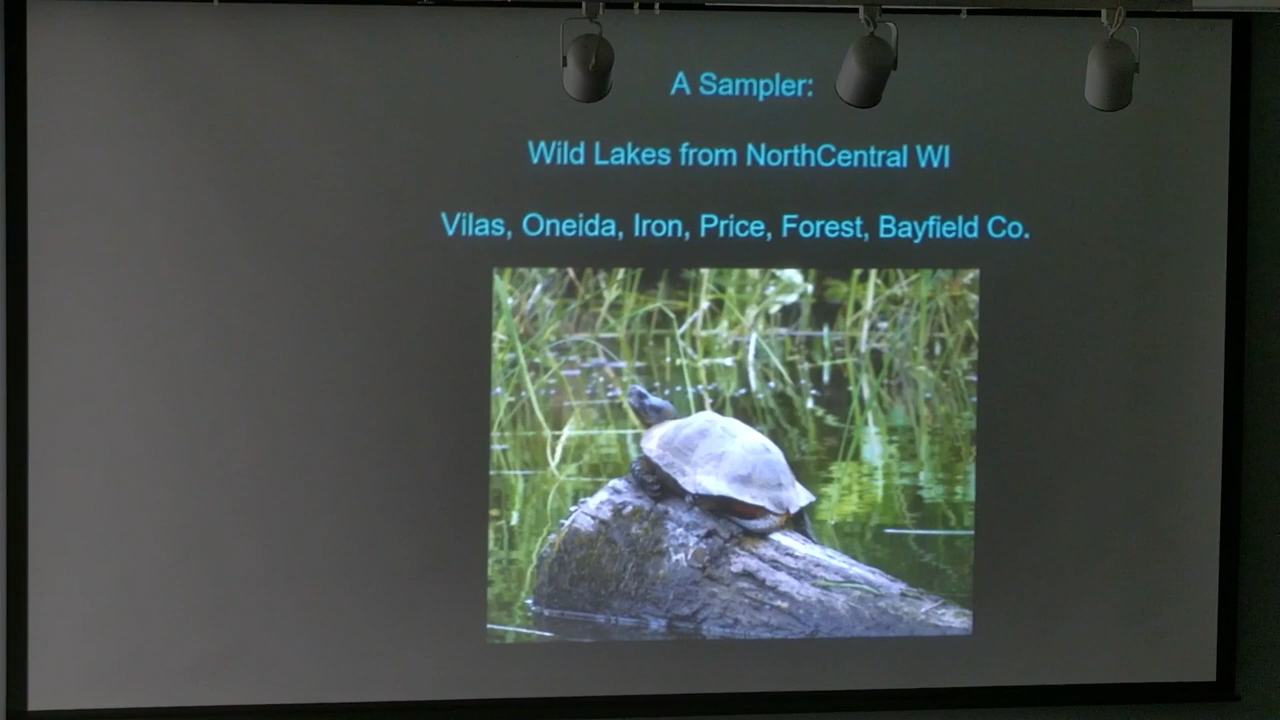 A Sampler:
Wild Lakes from NorthCentral WI
Vilas, Oneida, Iron, Price, Forest, Bayfield Co.